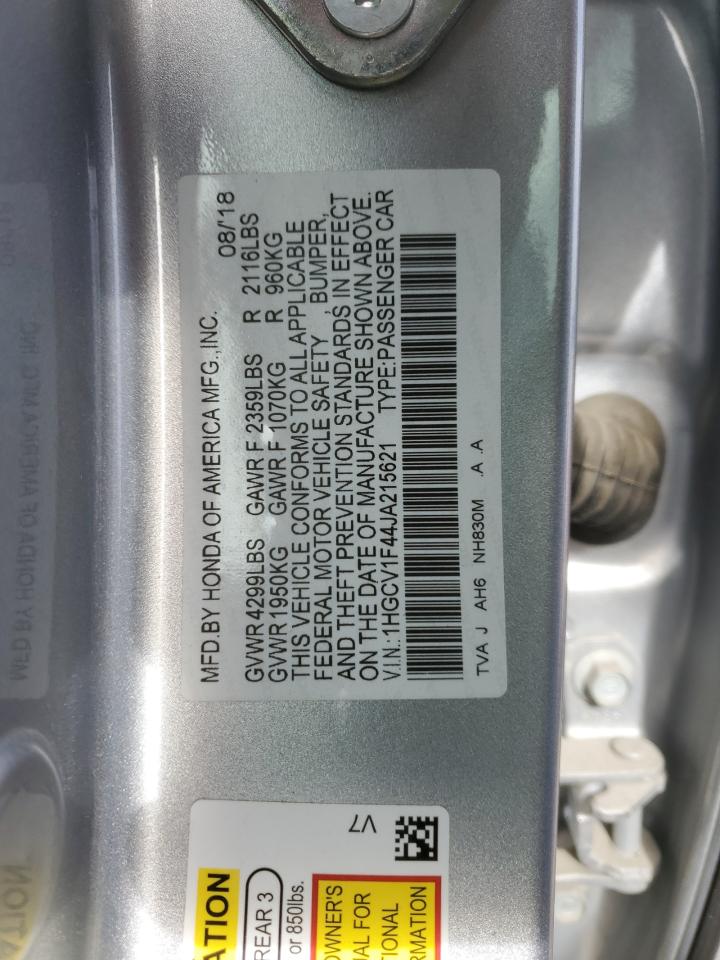 MFD.BY HONDA OF AMERICA MFG.,INC. 08/'18
GVWR 4299LBS GAWR F 2359LBS R 2116LBS
GVWR 1950KG GAWR F 1070KG R 960KG
THIS VEHICLE CONFORMS TO ALL APPLICABLE
FEDERAL MOTOR VEHICLE SAFETY , BUMPER,
AND THEFT PREVENTION STANDARDS IN EFFECT
ON THE DATE OF MANUFACTURE SHOWN ABOVE.
V.I.N.:1HGCV1F44JA215621 TYPE:PASSENGER CAR
TVA J AH6 NH830M .A .A
V7
ATION
REAR 3
or 850lbs.
OWNER'S
AL FOR
TIONAL
RMATION